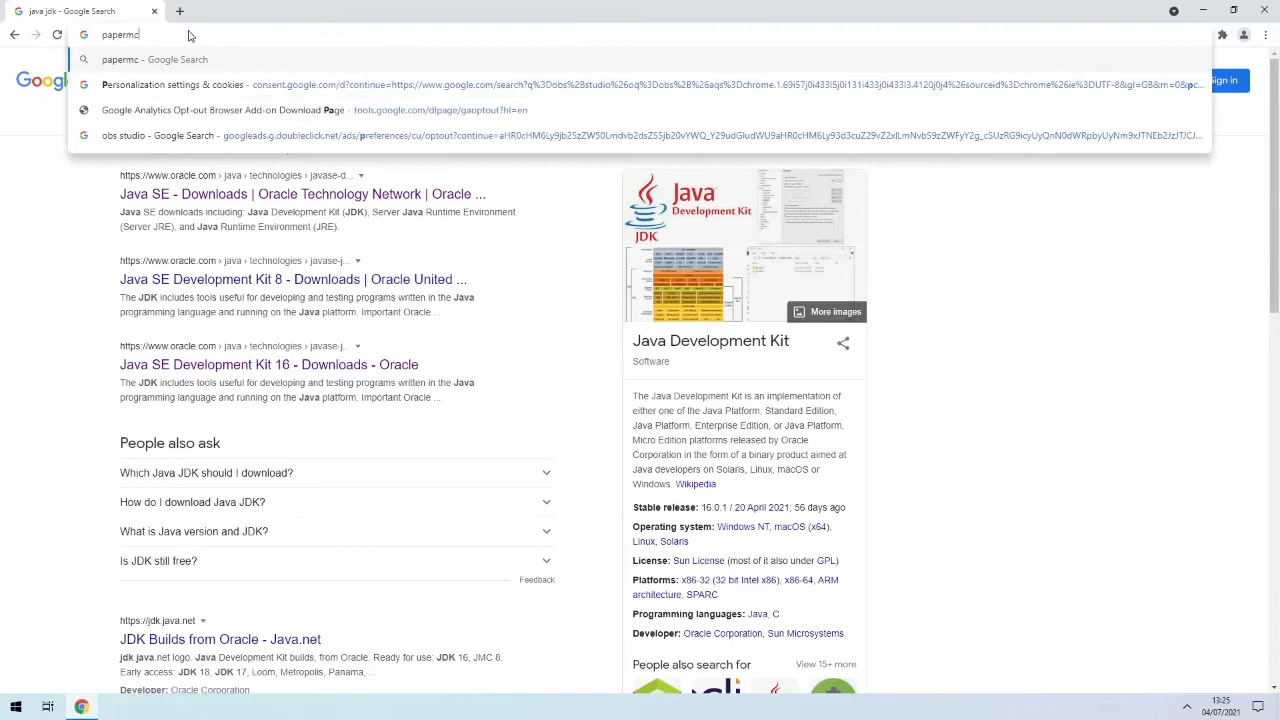 java jdk - Google Search
papermc
papermc - Google Search
Personalization settings & cookies - consent.google.com/d?continue=https://www.google.com/
Google Analytics Opt-out Browser Add-on Download Page - tools.google.com/dlpage/gaoptout?hl=en
obs studio - Google Search - googleads.g.doubleclick.net/ads/preferences/cu/optout?continue=
Sign in
https://www.oracle.com › java › technologies › javase-d...
Java SE - Downloads | Oracle Technology Network | Oracle ...
Java SE downloads including: Java Development Kit (JDK), Server Java Runtime Environment
(Server JRE), and Java Runtime Environment (JRE).
https://www.oracle.com › java › technologies › javase-j...
Java SE Development Kit 8 - Downloads | Oracle United ...
The JDK includes tools useful for developing and testing programs written in the Java
programming language and running on the Java platform. Important Oracle ...
https://www.oracle.com › java › technologies › javase-j...
Java SE Development Kit 16 - Downloads - Oracle
The JDK includes tools useful for developing and testing programs written in the Java
programming language and running on the Java platform. Important Oracle ...
People also ask
Which Java JDK should I download?
How do I download Java JDK?
What is Java version and JDK?
Is JDK still free?
Feedback
https://jdk.java.net
JDK Builds from Oracle - Java.net
jdk.java.net logo. Java Development Kit builds, from Oracle. Ready for use: JDK 16, JMC 8.
Early access: JDK 18, JDK 17, Loom, Metropolis, Panama, ...
Developer: Oracle Corporation
Java
Development Kit
JDK
More images
Java Development Kit
Software
The Java Development Kit is an implementation of
either one of the Java Platform, Standard Edition,
Java Platform, Enterprise Edition, or Java Platform,
Micro Edition platforms released by Oracle
Corporation in the form of a binary product aimed at
Java developers on Solaris, Linux, macOS or
Windows. Wikipedia
Stable release: 16.0.1 / 20 April 2021; 56 days ago
Operating system: Windows NT, macOS (x64),
Linux, Solaris
License: Sun License (most of it also under GPL)
Platforms: x86-32 (32 bit Intel x86), x86-64, ARM
architecture, SPARC
Programming languages: Java, C
Developer: Oracle Corporation, Sun Microsystems
People also search for
View 15+ more
13:25
04/07/2021